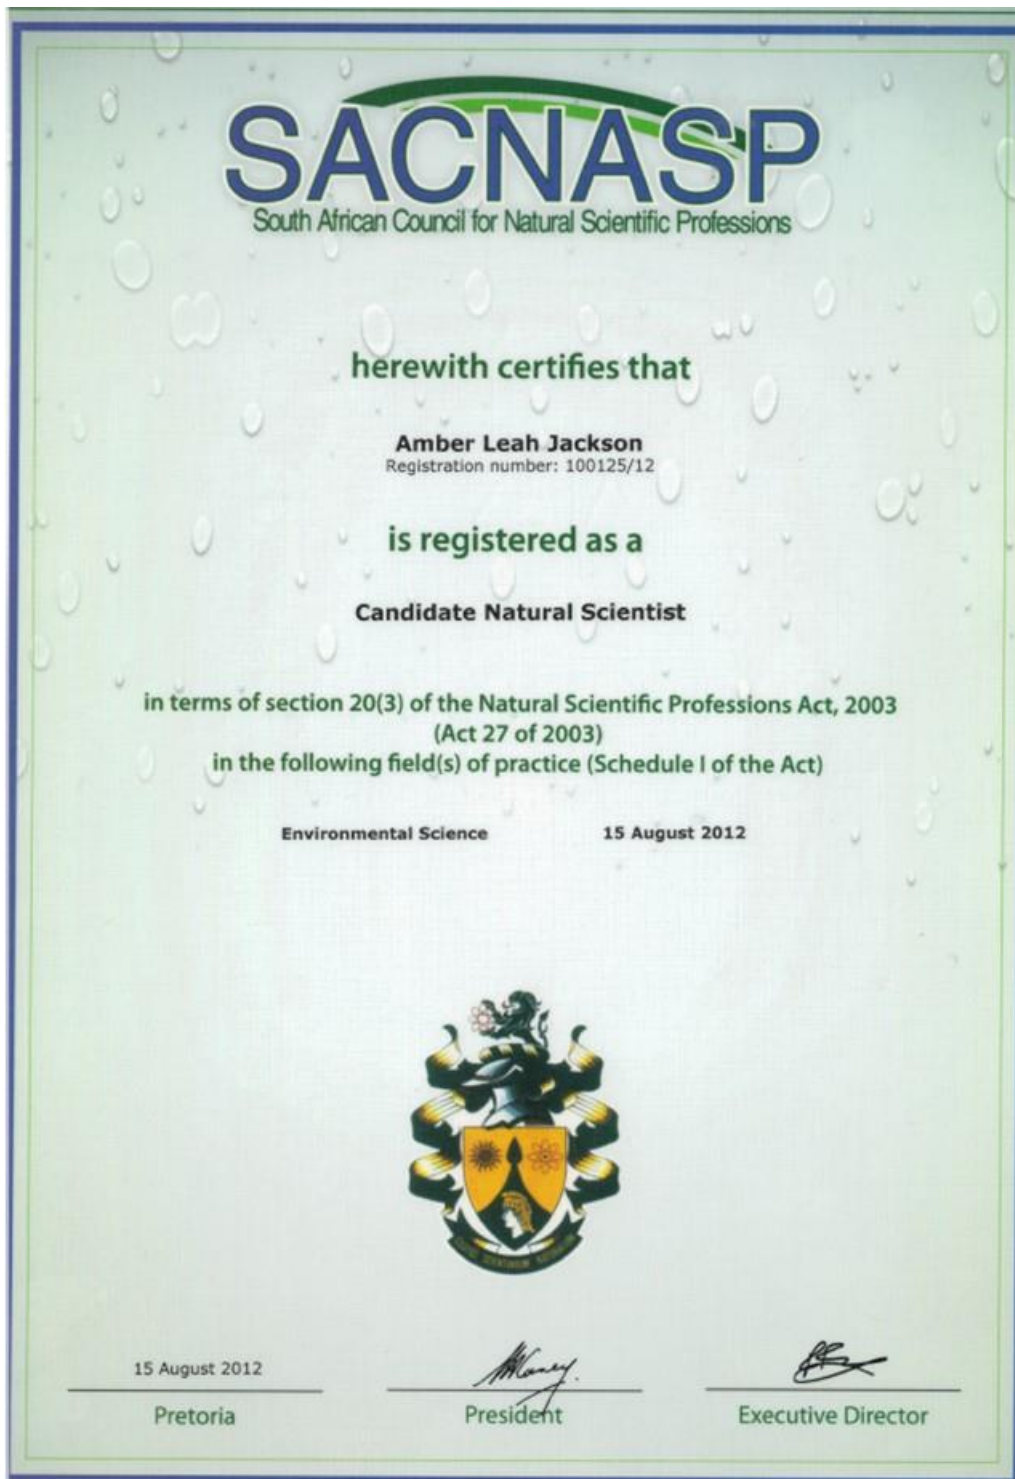 SACNASP
South African Council for Natural Scientific Professions
herewith certifies that
Amber Leah Jackson
Registration number: 100125/12
is registered as a
Candidate Natural Scientist
in terms of section 20(3) of the Natural Scientific Professions Act, 2003
(Act 27 of 2003)
in the following field(s) of practice (Schedule I of the Act)
Environmental Science 15 August 2012
15 August 2012
Pretoria President Executive Director